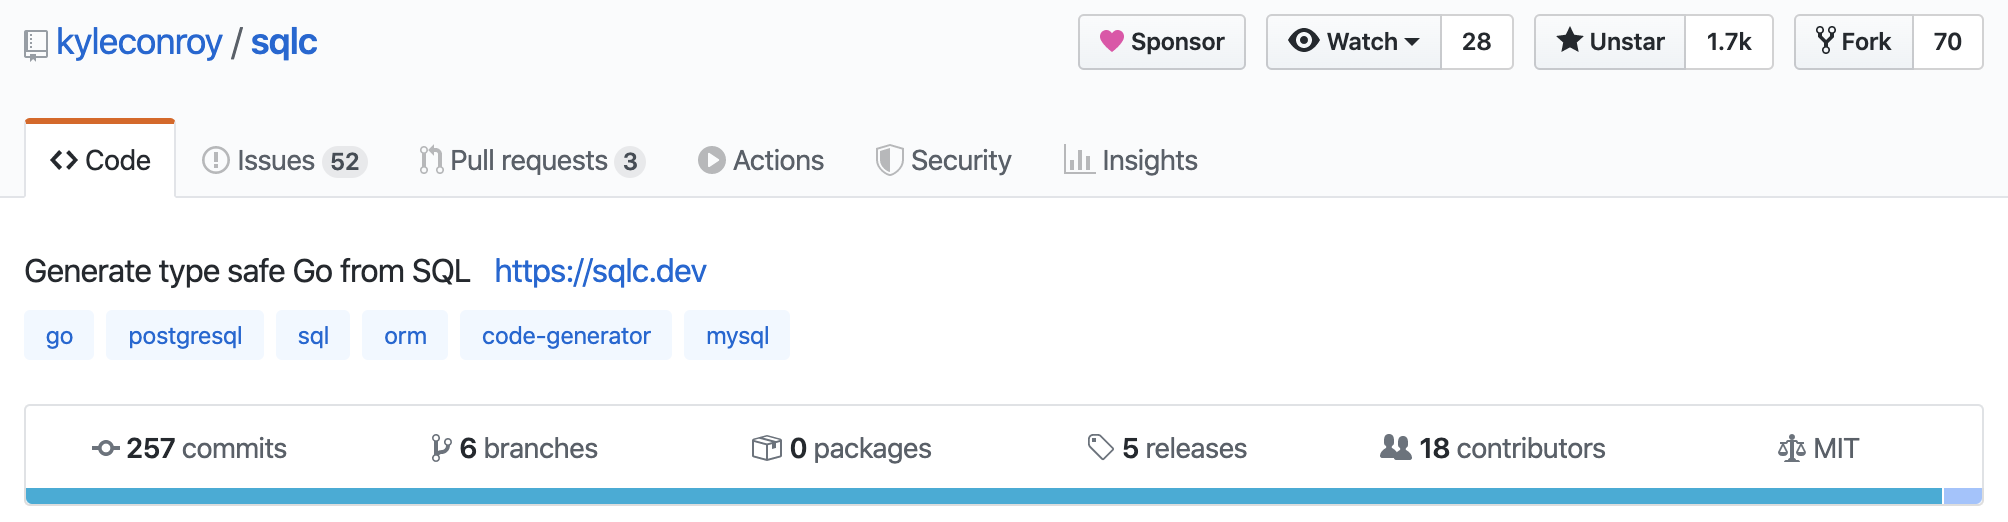 kyleconroy / sqlc
Sponsor
Watch 28
Unstar 1.7k
Fork 70
Code
Issues 52
Pull requests 3
Actions
Security
Insights
Generate type safe Go from SQL https://sqlc.dev
go postgresql sql orm code-generator mysql
257 commits 6 branches 0 packages 5 releases 18 contributors MIT